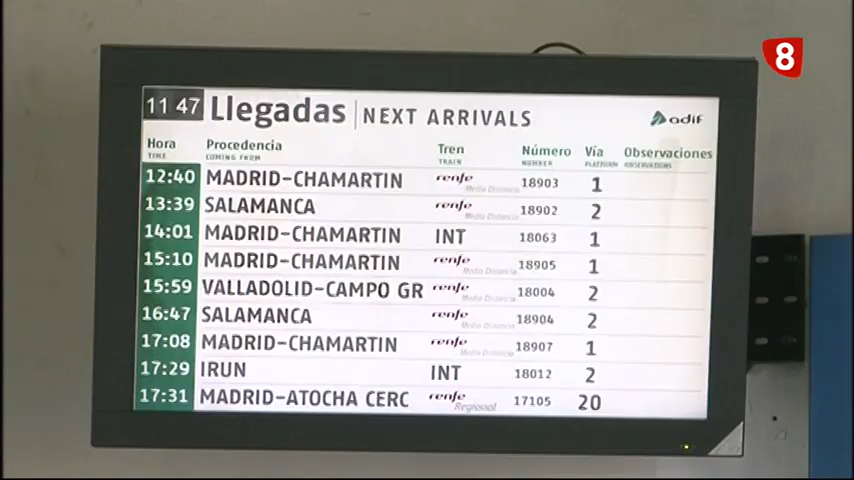 8
11 47 Llegadas | NEXT ARRIVALS adif
Hora Procedencia Tren Número Vía Observaciones
TIME COMING FROM TRAIN NUMBER PLATFORM OBSERVATIONS
12:40 MADRID-CHAMARTIN renfe Media Distancia 18903 1
13:39 SALAMANCA renfe Media Distancia 18902 2
14:01 MADRID-CHAMARTIN INT 18063 1
15:10 MADRID-CHAMARTIN renfe Media Distancia 18905 1
15:59 VALLADOLID-CAMPO GR renfe Media Distancia 18004 2
16:47 SALAMANCA renfe Media Distancia 18904 2
17:08 MADRID-CHAMARTIN renfe Media Distancia 18907 1
17:29 IRUN INT 18012 2
17:31 MADRID-ATOCHA CERC renfe Regional 17105 20